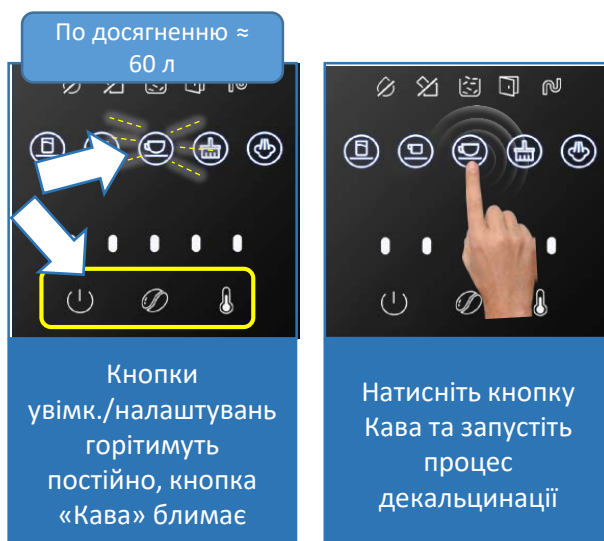 По досягненню ≈
60 л
Кнопки
увімк./налаштувань
горітимуть
постійно, кнопка
«Кава» блимає
Натисніть кнопку
Кава та запустіть
процес
декальцинації